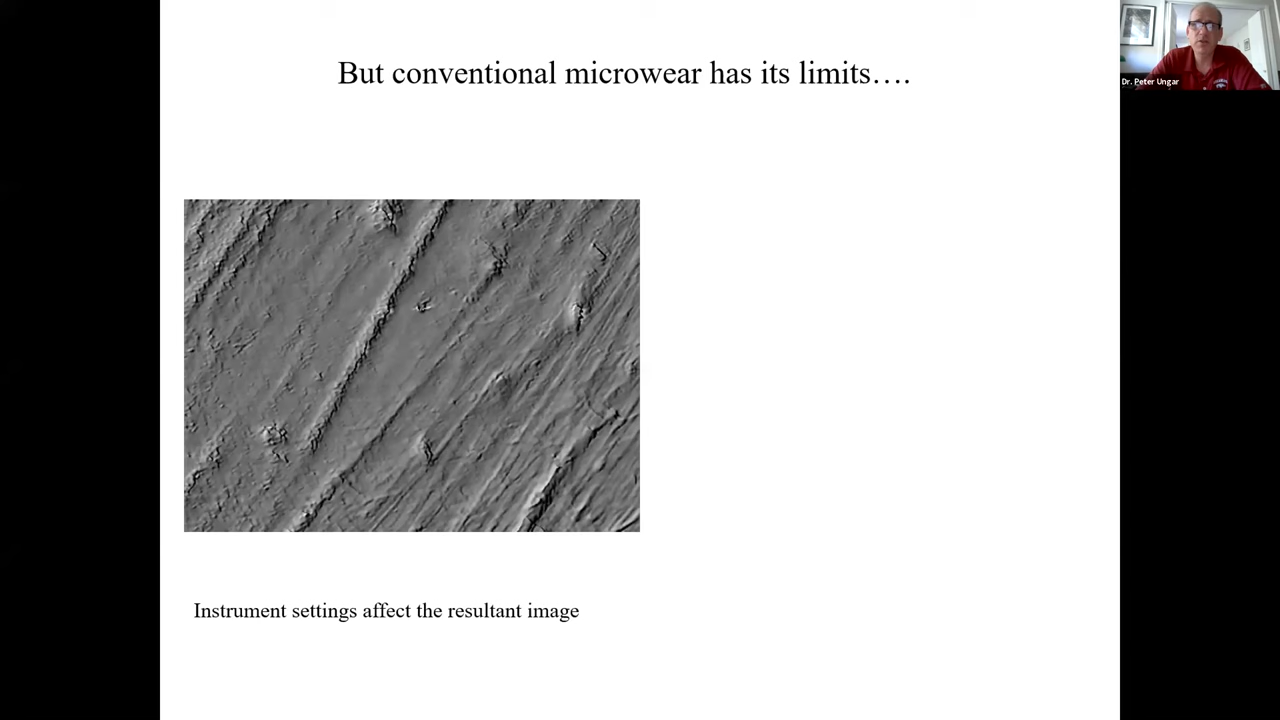 But conventional microwear has its limits….
Dr. Peter Ungar
Instrument settings affect the resultant image